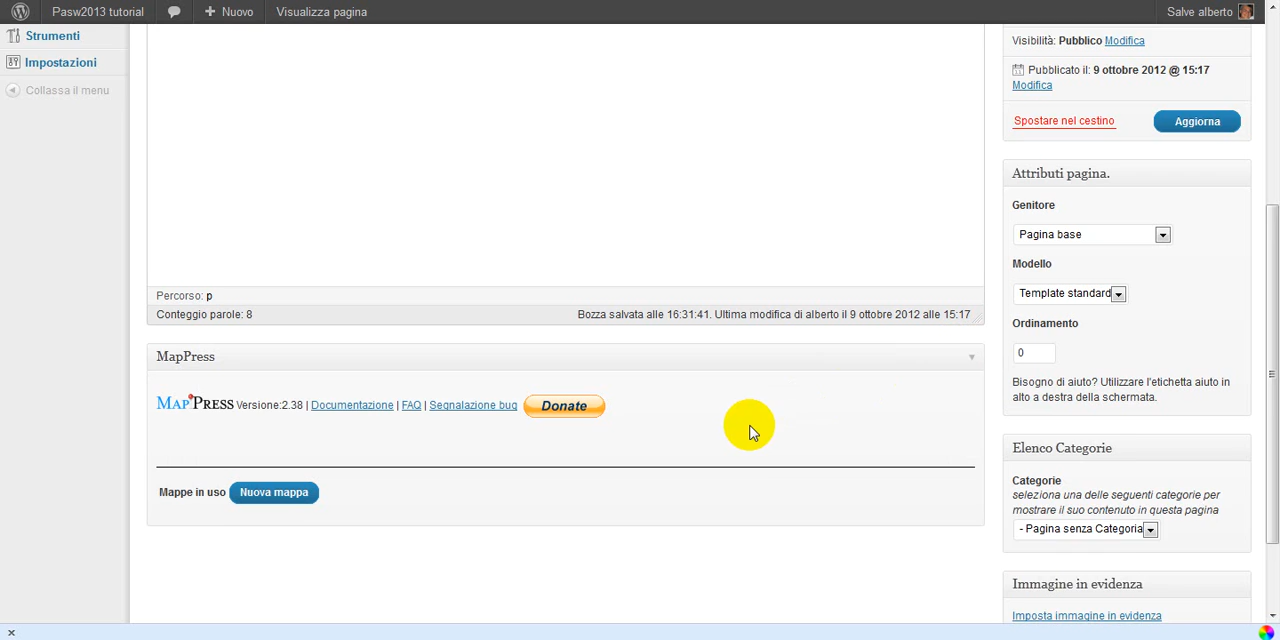 Pasw2013 tutorial
Nuovo
Visualizza pagina
Salve alberto
Strumenti
Impostazioni
Collassa il menu
Percorso: p
Conteggio parole: 8
Bozza salvata alle 16:31:41. Ultima modifica di alberto il 9 ottobre 2012 alle 15:17
MapPress
MAPPRESS Versione:2.38 | Documentazione | FAQ | Segnalazione bug Donate
Mappe in uso Nuova mappa
Visibilità: Pubblico Modifica
Pubblicato il: 9 ottobre 2012 @ 15:17
Modifica
Spostare nel cestino
Aggiorna
Attributi pagina.
Genitore
Pagina base
Modello
Template standard
Ordinamento
0
Bisogno di aiuto? Utilizzare l'etichetta aiuto in
alto a destra della schermata.
Elenco Categorie
Categorie
seleziona una delle seguenti categorie per
mostrare il suo contenuto in questa pagina
- Pagina senza Categoria
Immagine in evidenza
Imposta immagine in evidenza